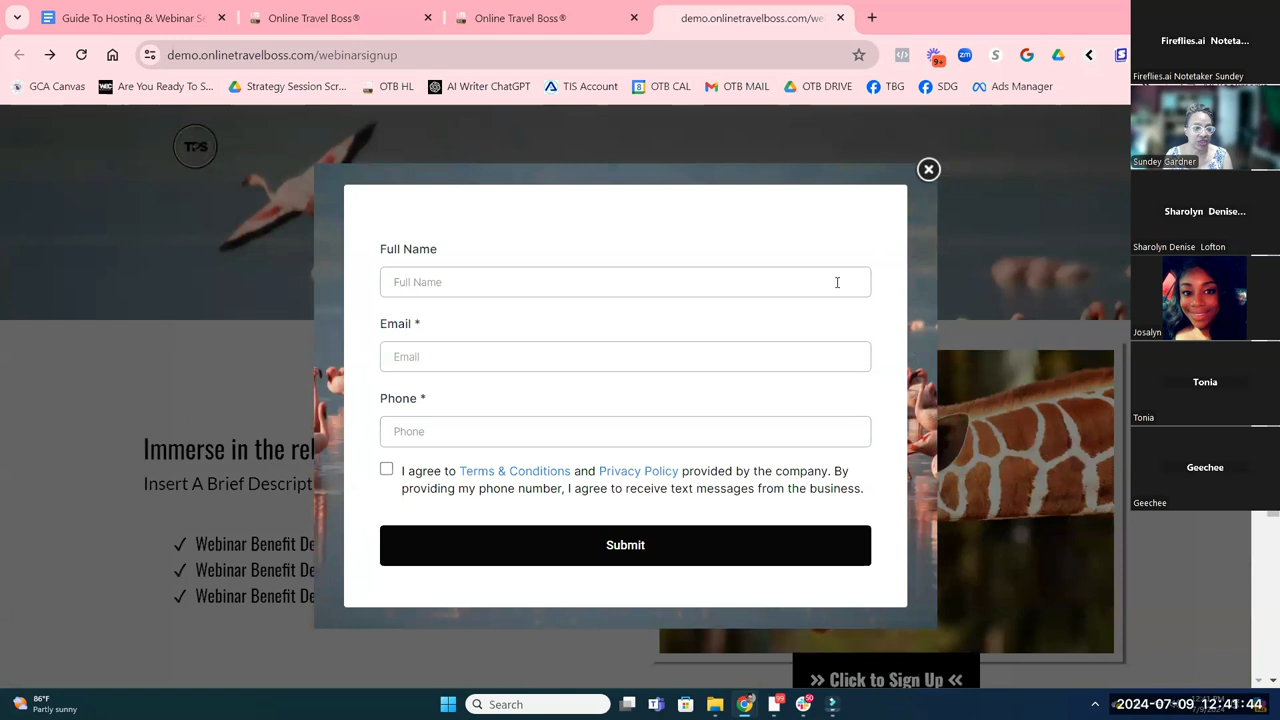 Guide To Hosting & Webinar Se
Online Travel Boss®
Online Travel Boss®
demo.onlinetravelboss.com/we
demo.onlinetravelboss.com/webinarsignup
9+
zm
GCA Canvas
Are You Ready To S...
Strategy Session Scr...
OTB HL
AI Writer ChatGPT
TIS Account
OTB CAL
OTB MAIL
OTB DRIVE
TBG
SDG
Ads Manager
Full Name
Full Name
Email *
Email
Phone *
Phone
I agree to Terms & Conditions and Privacy Policy provided by the company. By
providing my phone number, I agree to receive text messages from the business.
Submit
Immerse in the rel
Insert A Brief Descript
✓ Webinar Benefit De
✓ Webinar Benefit De
✓ Webinar Benefit De
>> Click to Sign Up <<
Fireflies.ai Noteta...
Fireflies.ai Notetaker Sundey
Sundey Gardner
Sharolyn Denise...
Sharolyn Denise Lofton
Josalyn
Tonia
Tonia
Geechee
Geechee
86°F
Partly sunny
Search
99
50
2024-07-09 12:41:44